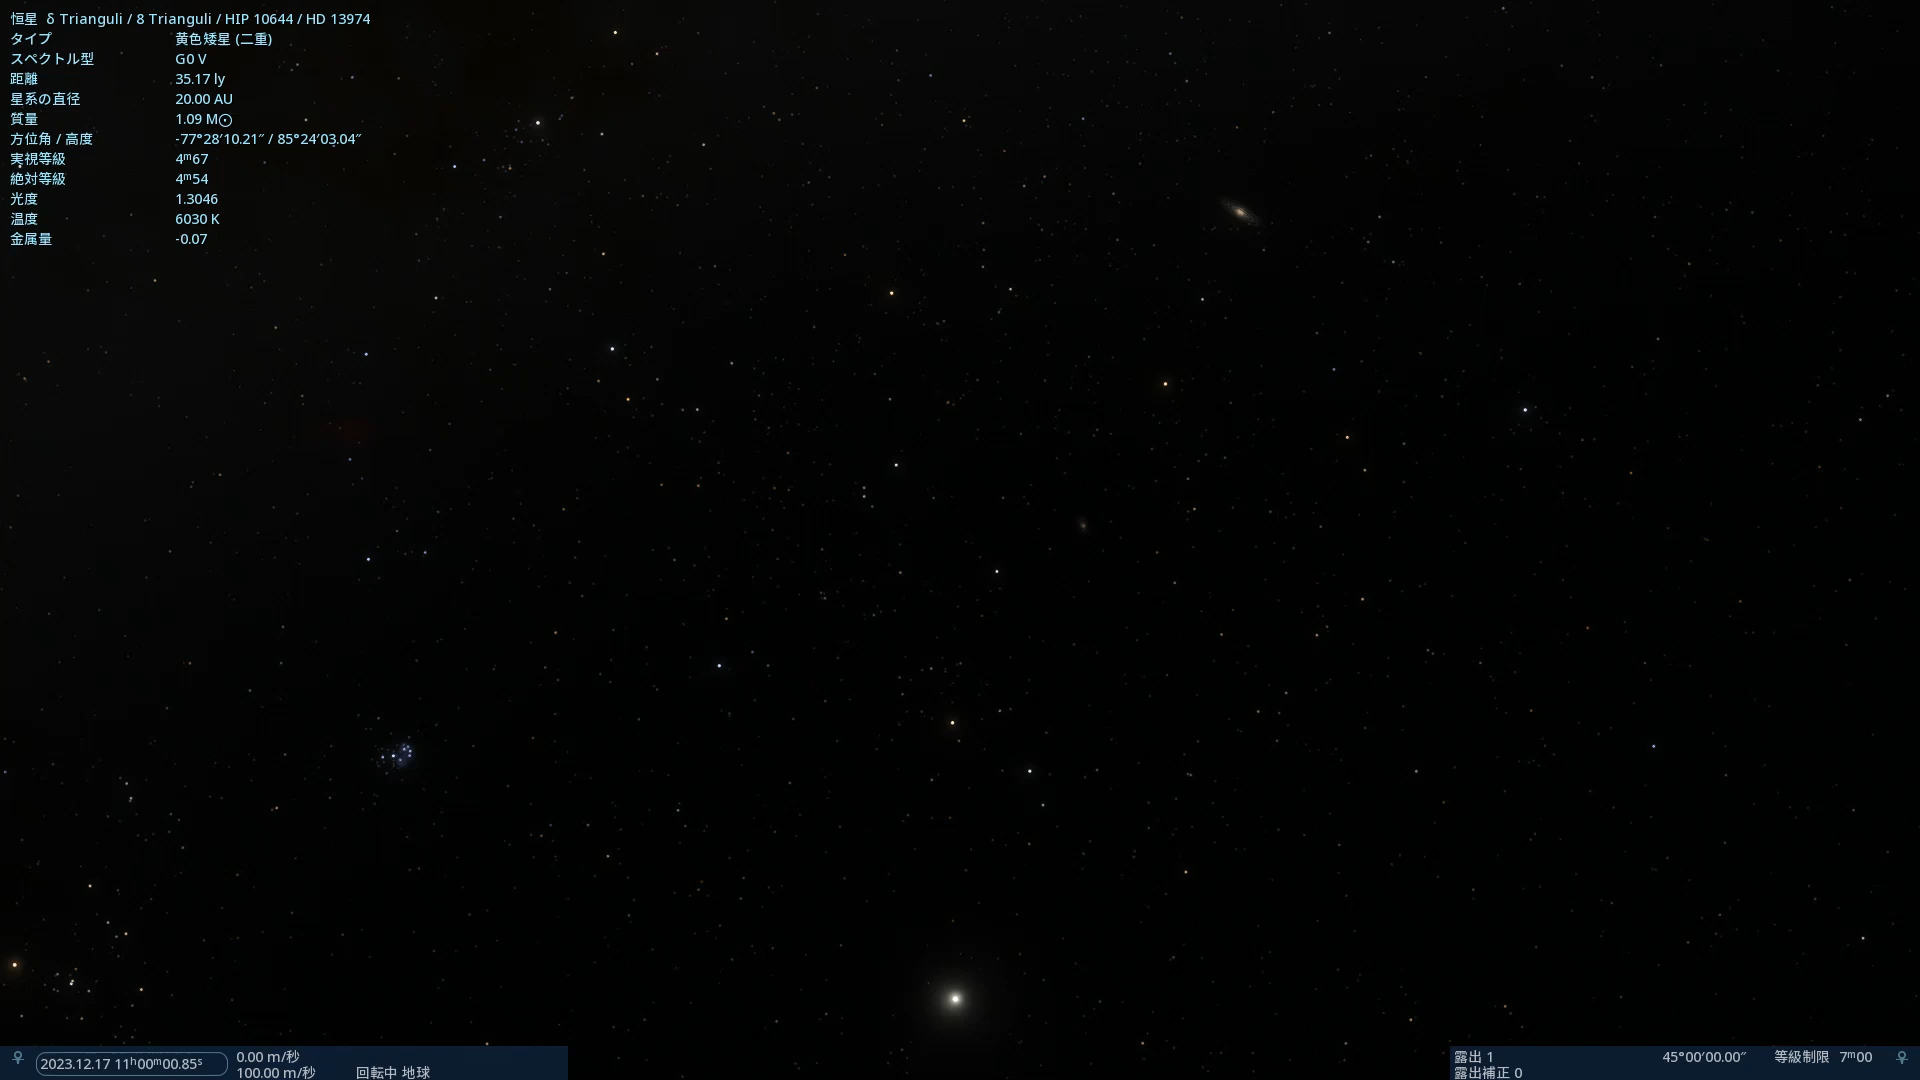 恒星 δ Trianguli / 8 Trianguli / HIP 10644 / HD 13974
タイプ 黄色矮星 (二重)
スペクトル型 G0 V
距離 35.17 ly
星系の直径 20.00 AU
質量 1.09 M⊙
方位角 / 高度 -77°28′10.21″ / 85°24′03.04″
実視等級 4ᵐ67
絶対等級 4ᵐ54
光度 1.3046
温度 6030 K
金属量 -0.07
2023.12.17 11ʰ00ᵐ00.85ˢ
0.00 m/秒
100.00 m/秒 回転中 地球
露出 1 45°00′00.00″ 等級制限 7ᵐ00
露出補正 0